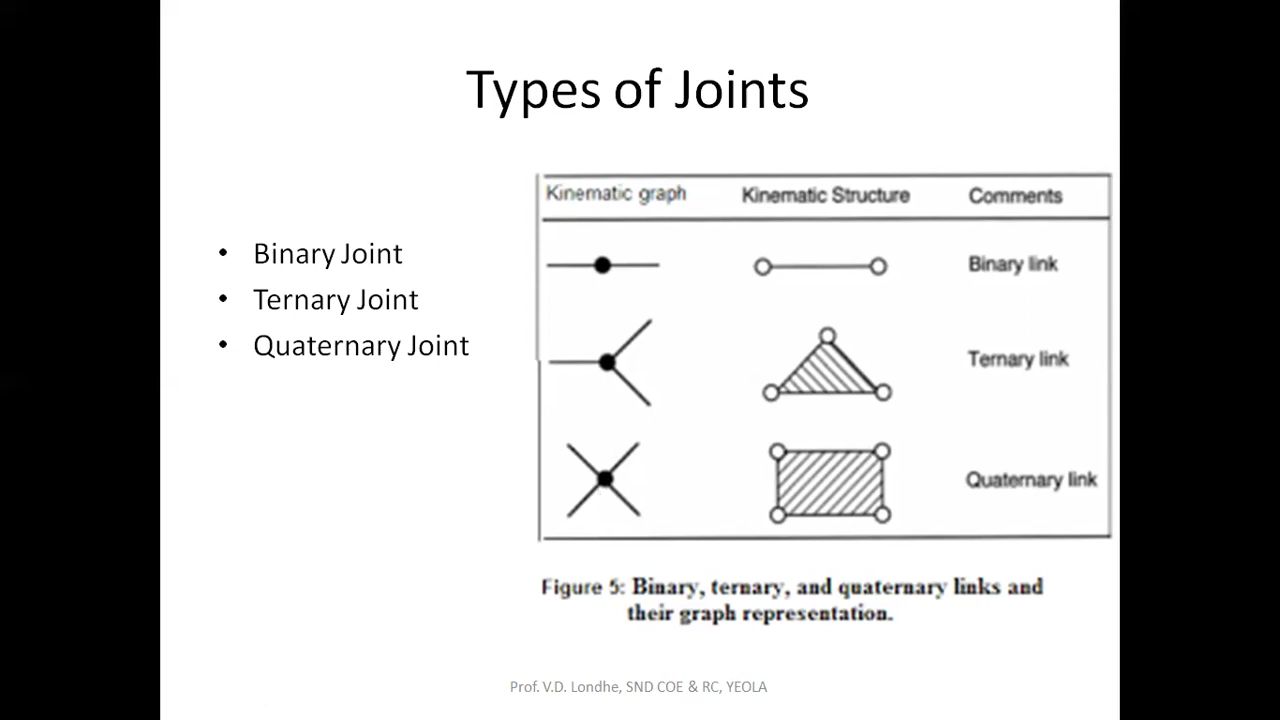 Types of Joints
• Binary Joint
• Ternary Joint
• Quaternary Joint
Kinematic graph Kinematic Structure Comments
Binary link
Ternary link
Quaternary link
Figure 5: Binary, ternary, and quaternary links and
their graph representation.
Prof. V.D. Londhe, SND COE & RC, YEOLA